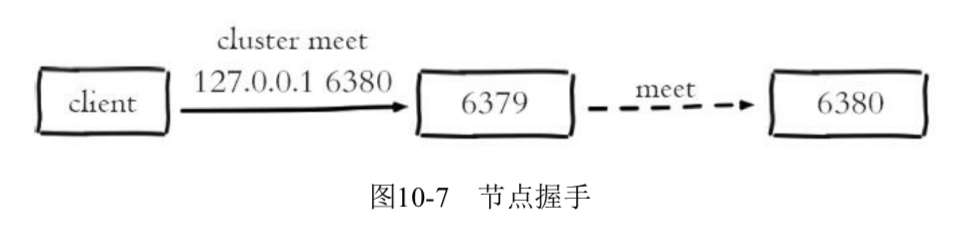 cluster meet
127.0.0.1 6380
client
6379
meet
6380
图10-7 节点握手